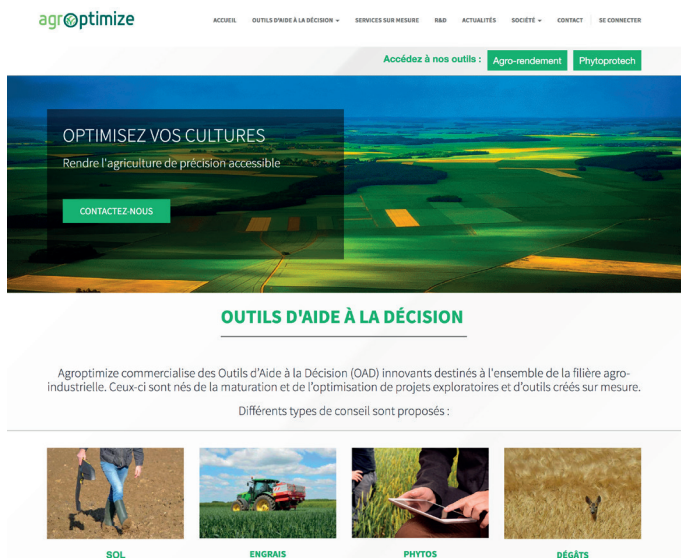 agroptimize
ACCUEIL OUTILS D'AIDE À LA DÉCISION SERVICES SUR MESURE R&D ACTUALITÉS SOCIÉTÉ CONTACT SE CONNECTER
Accédez à nos outils : Agro-rendement Phytoprotech
OPTIMISEZ VOS CULTURES
Rendre l'agriculture de précision accessible
CONTACTEZ-NOUS
OUTILS D'AIDE À LA DÉCISION
Agroptimize commercialise des Outils d'Aide à la Décision (OAD) innovants destinés à l'ensemble de la filière agro-
industrielle. Ceux-ci sont nés de la maturation et de l'optimisation de projets exploratoires et d'outils créés sur mesure.
Différents types de conseil sont proposés :
SOL ENGRAIS PHYTOS DÉGÂTS